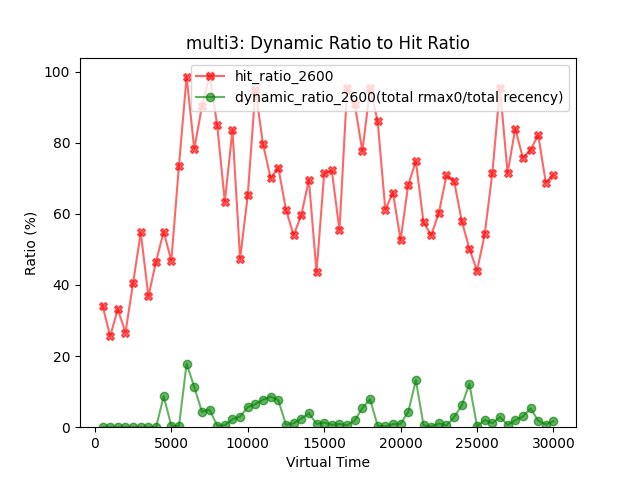 multi3: Dynamic Ratio to Hit Ratio
hit_ratio_2600
dynamic_ratio_2600(total rmax0/total recency)
Ratio (%)
100
80
60
40
20
0
0 5000 10000 15000 20000 25000 30000
Virtual Time